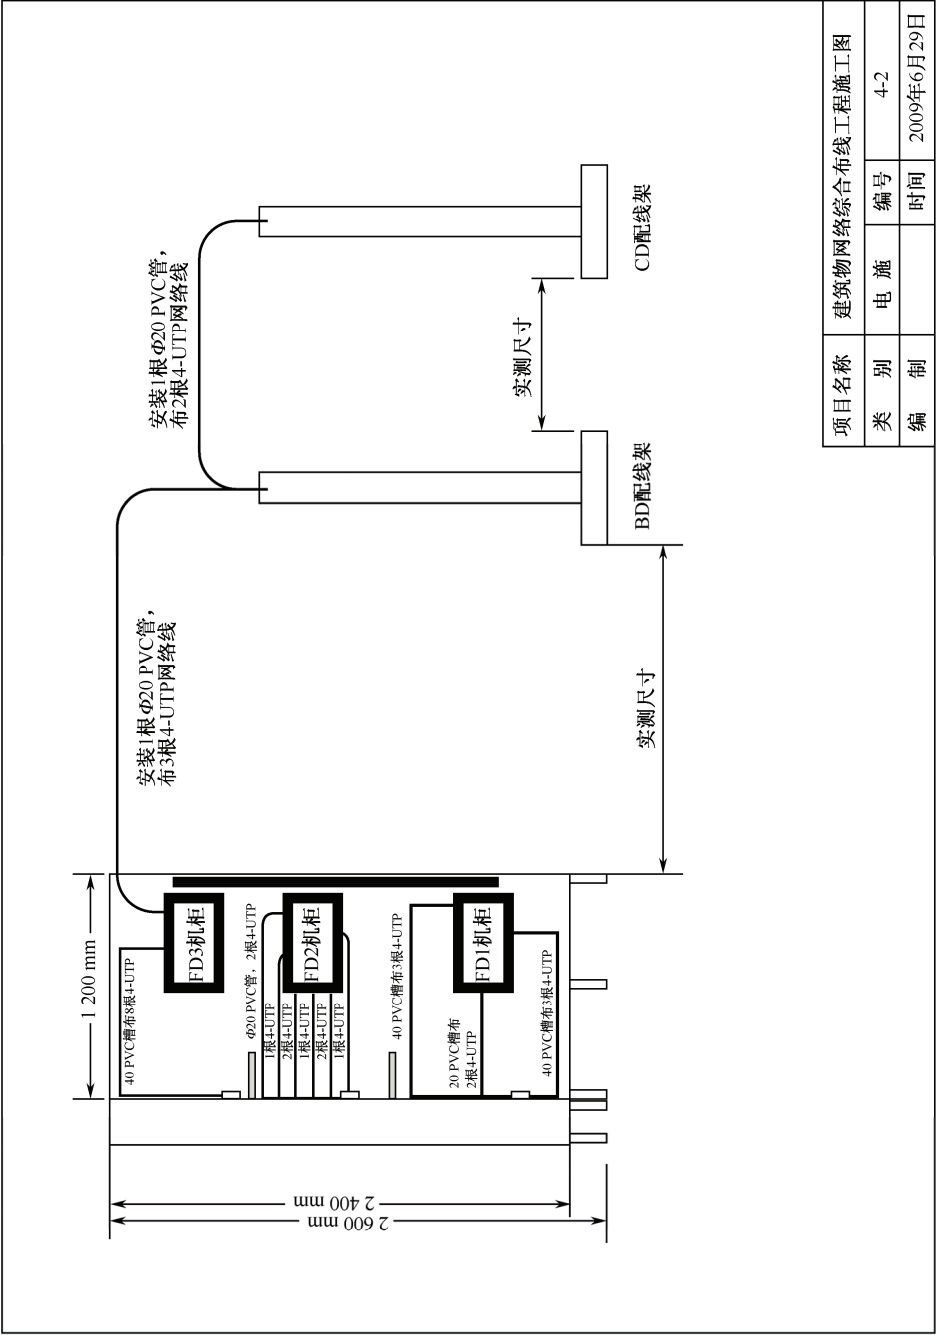 安装1根Φ20 PVC管，
布3根4-UTP网络线
安装1根Φ20 PVC管，
布2根4-UTP网络线
1 200 mm
40 PVC槽布8根4-UTP
FD3机柜
Φ20 PVC管，2根4-UTP
1根4-UTP
2根4-UTP
1根4-UTP
2根4-UTP
1根4-UTP
FD2机柜
40 PVC槽布3根4-UTP
20 PVC槽布
2根4-UTP
FD1机柜
40 PVC槽布3根4-UTP
2 400 mm
2 600 mm
实测尺寸
实测尺寸
BD配线架
CD配线架
项目名称 建筑物网络综合布线工程施工图
类 别 电 施 编号 4-2
编 制 时间 2009年6月29日